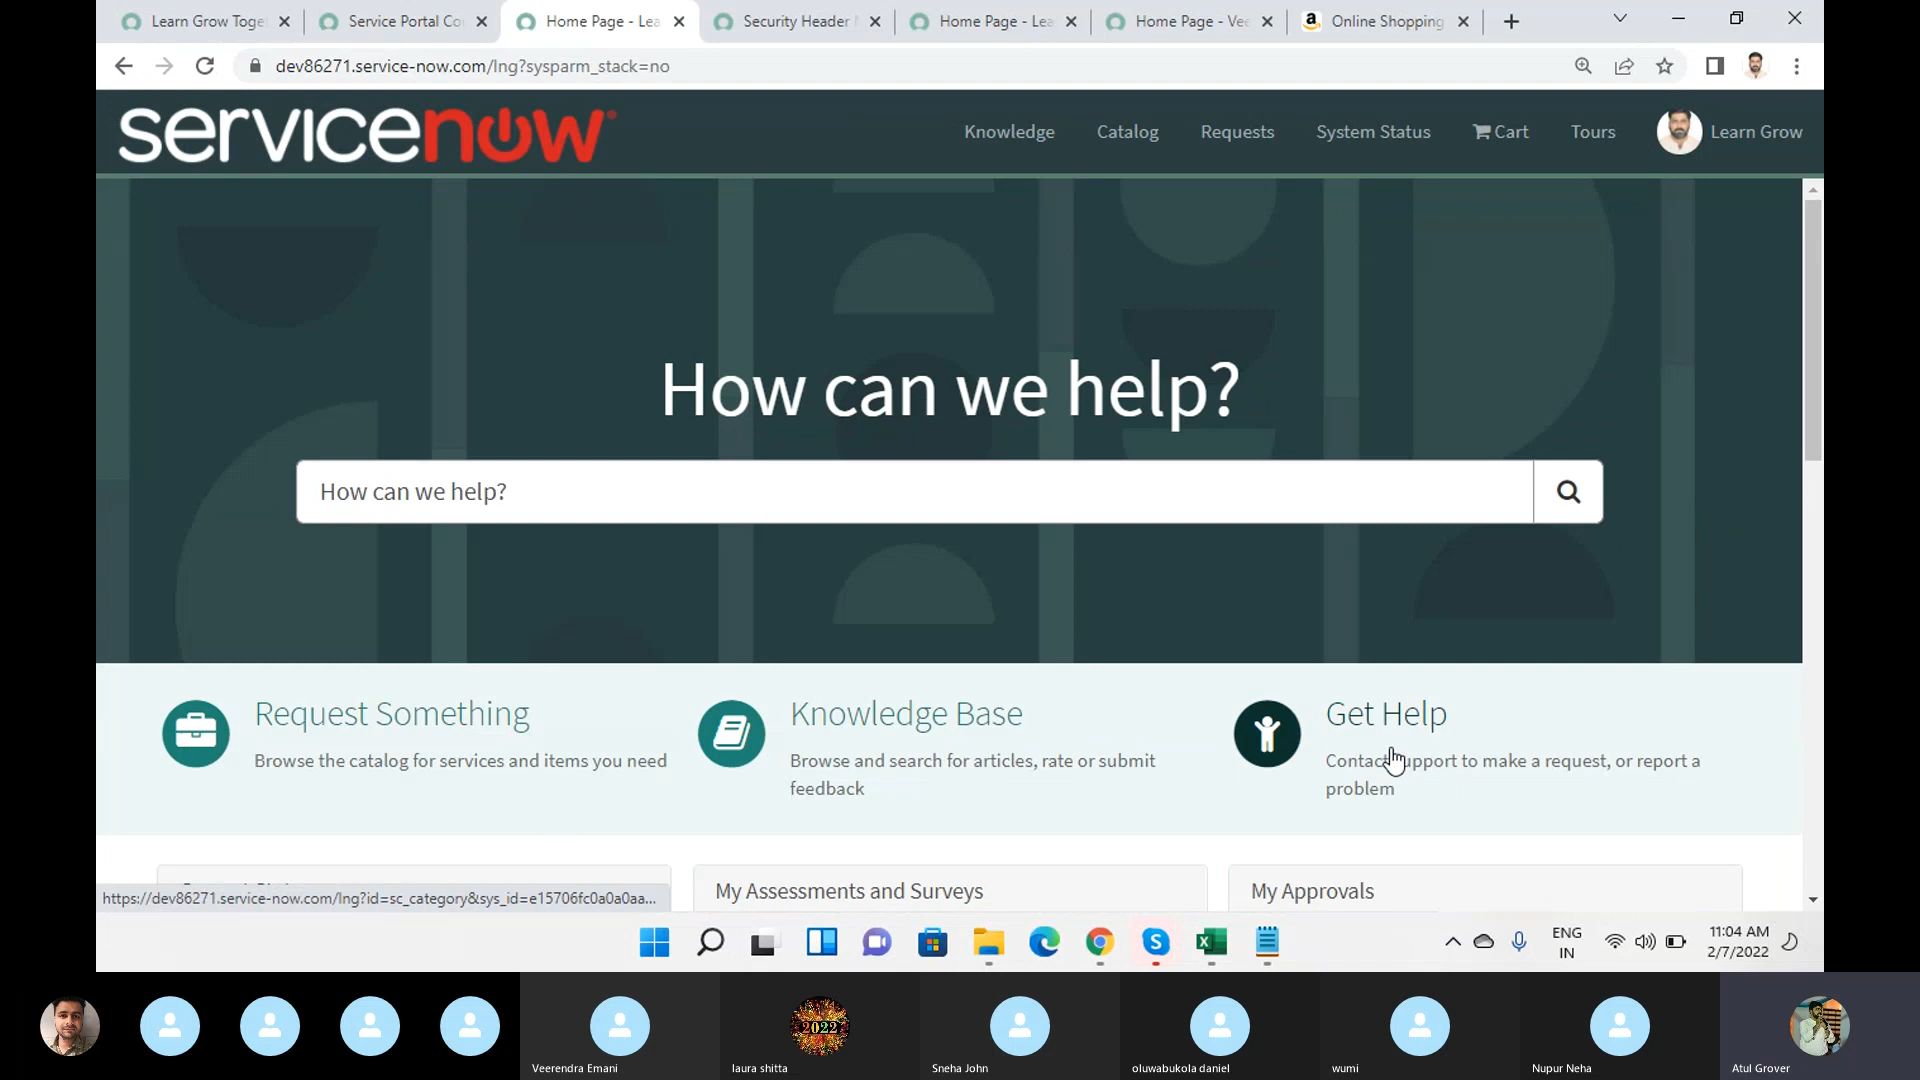 Learn Grow Toge
Service Portal Co
Home Page - Lea
Security Header
Home Page - Lea
Home Page - Vee
Online Shopping
dev86271.service-now.com/lng?sysparm_stack=no
servicenow
Knowledge
Catalog
Requests
System Status
Cart
Tours
Learn Grow
How can we help?
How can we help?
Request Something
Browse the catalog for services and items you need
Knowledge Base
Browse and search for articles, rate or submit
feedback
Get Help
Contact support to make a request, or report a
problem
My Assessments and Surveys
My Approvals
https://dev86271.service-now.com/lng?id=sc_category&sys_id=e15706fc0a0a0aa...
ENG
IN
11:04 AM
2/7/2022
2022
Veerendra Emani
laura shitta
Sneha John
oluwabukola daniel
wumi
Nupur Neha
Atul Grover